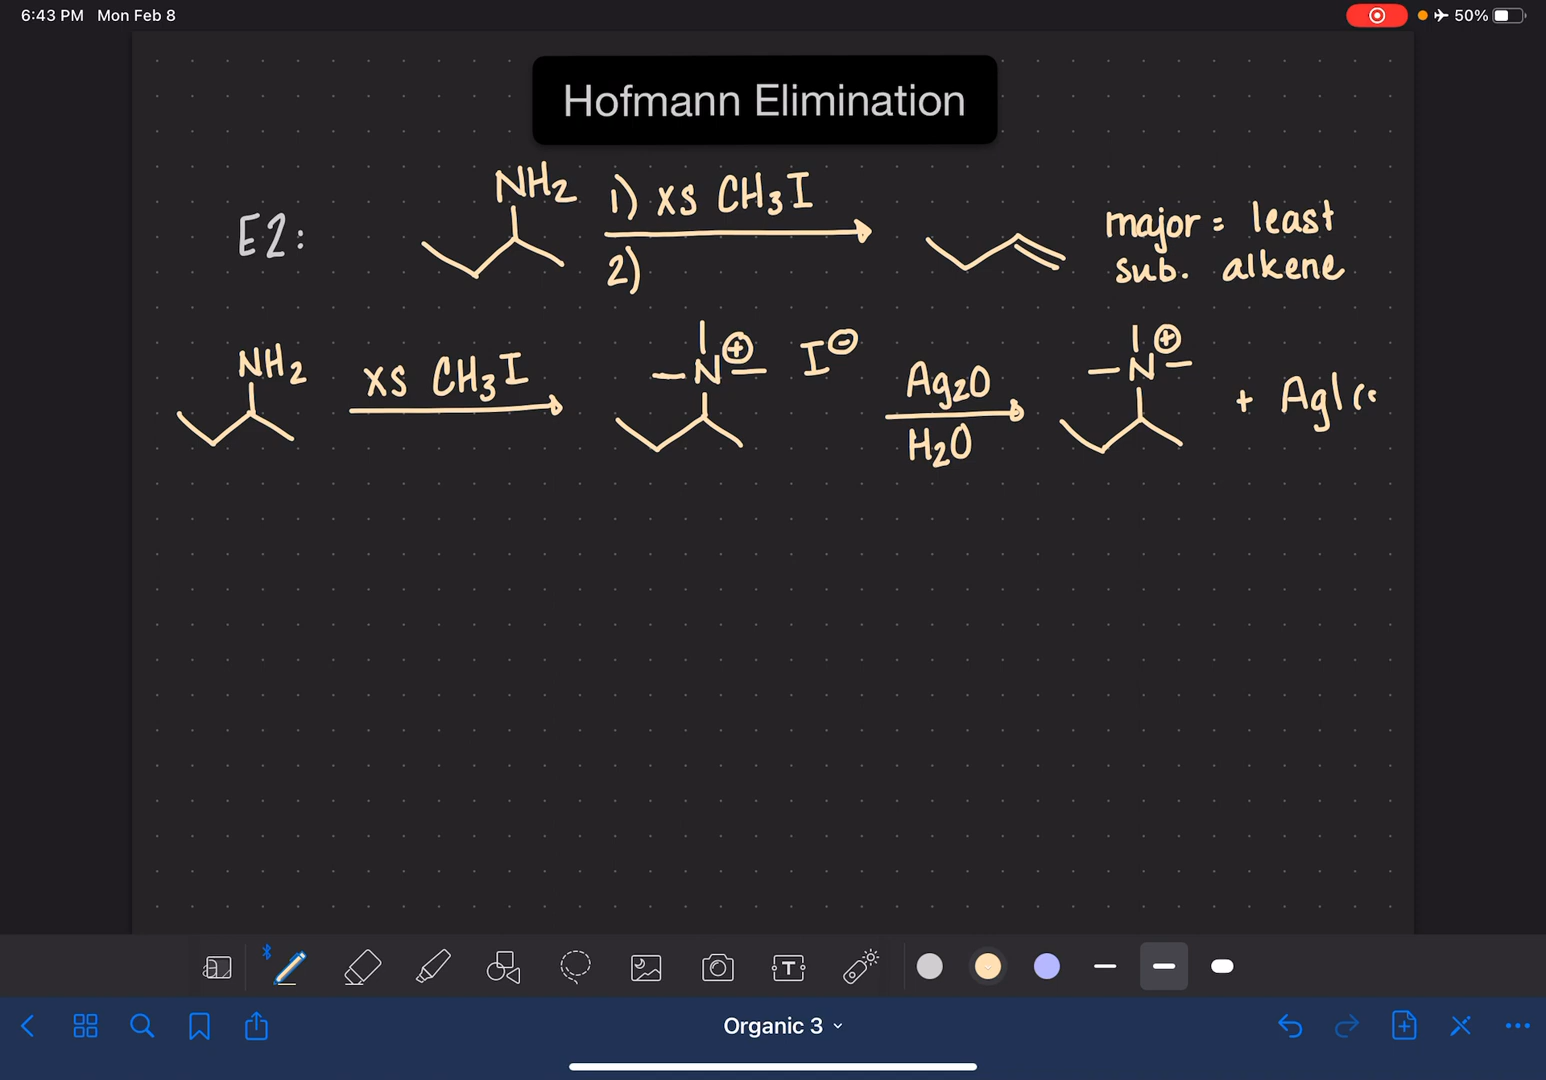 6:43 PM Mon Feb 8
50%
Hofmann Elimination
E2:
NH2
1) xs CH3I
2)
major = least
sub. alkene
NH2
xs CH3I
N⊕
I⊖
Ag2O
H2O
N⊕
+ AgI(
T
Organic 3